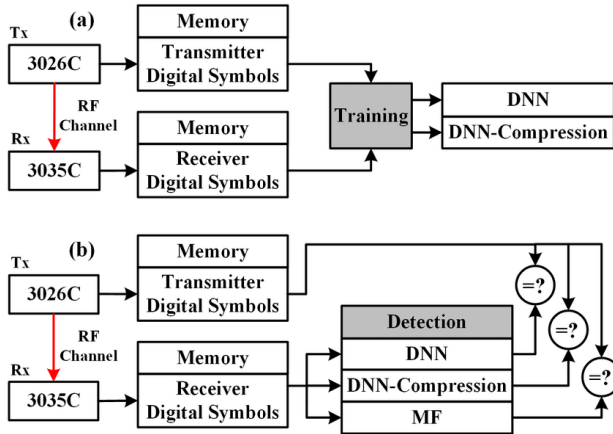 (a)
Tx
3026C
RF
Channel
Rx
3035C
Memory
Transmitter
Digital Symbols
Memory
Receiver
Digital Symbols
Training
DNN
DNN-Compression
(b)
Tx
3026C
RF
Channel
Rx
3035C
Memory
Transmitter
Digital Symbols
Memory
Receiver
Digital Symbols
Detection
DNN
DNN-Compression
MF
=?
=?
=?